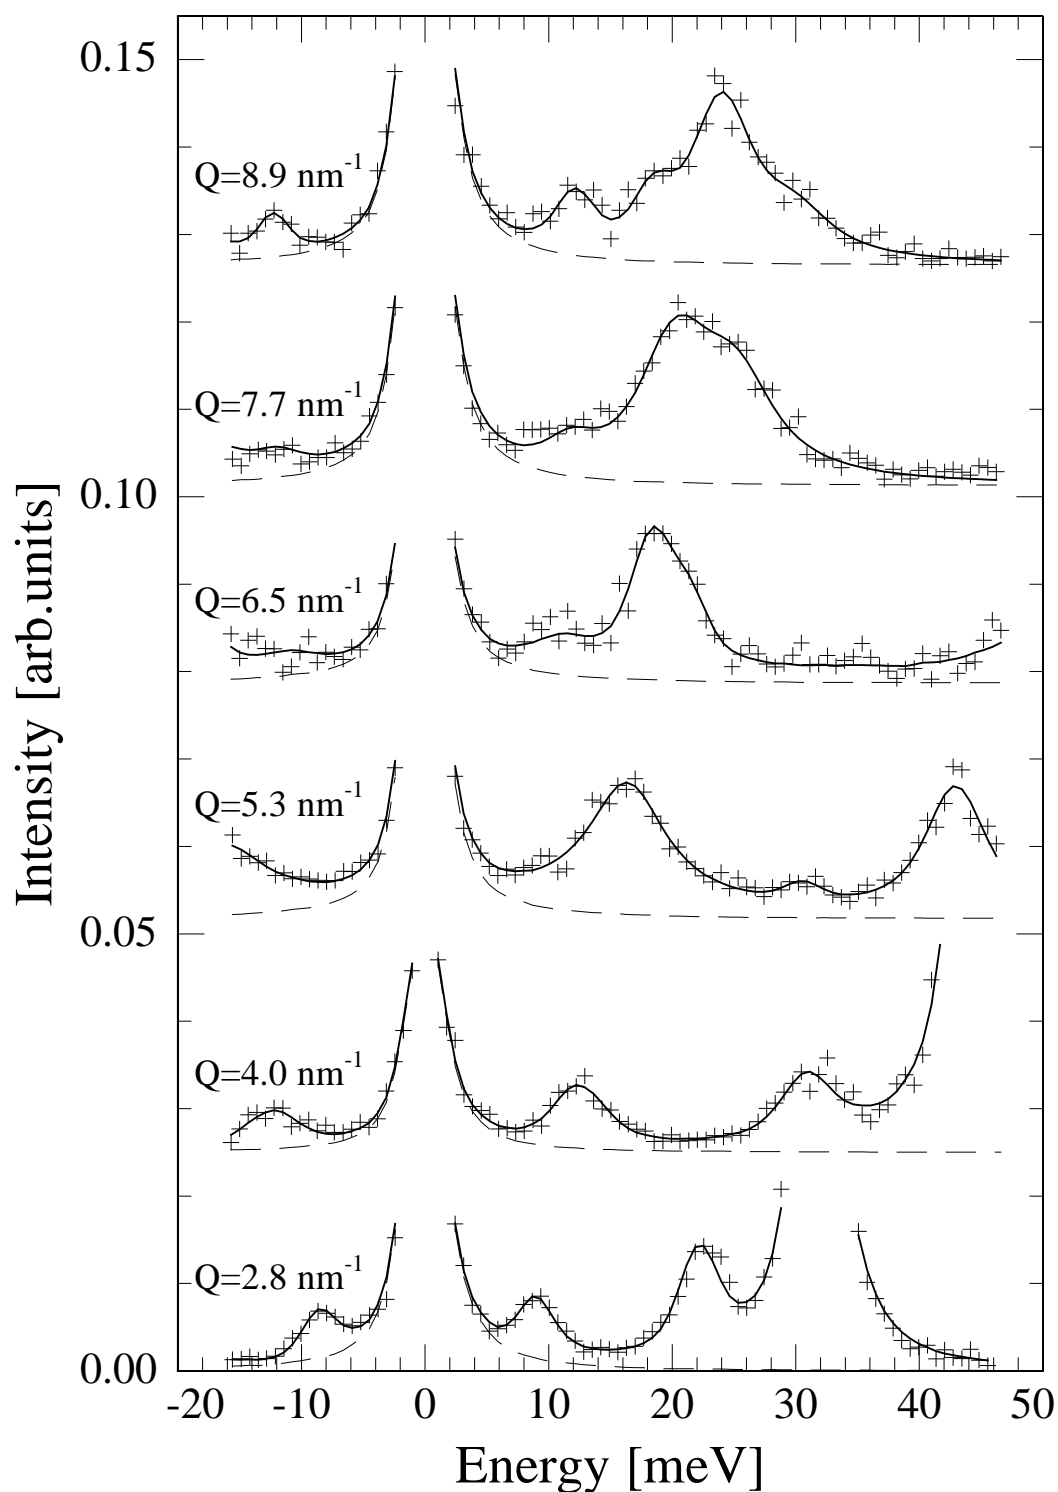 0.15
Q=8.9 nm-1
Q=7.7 nm-1
0.10
Q=6.5 nm-1
Q=5.3 nm-1
0.05
Q=4.0 nm-1
Q=2.8 nm-1
0.00
-20 -10 0 10 20 30 40 50
Energy [meV]
Intensity [arb.units]